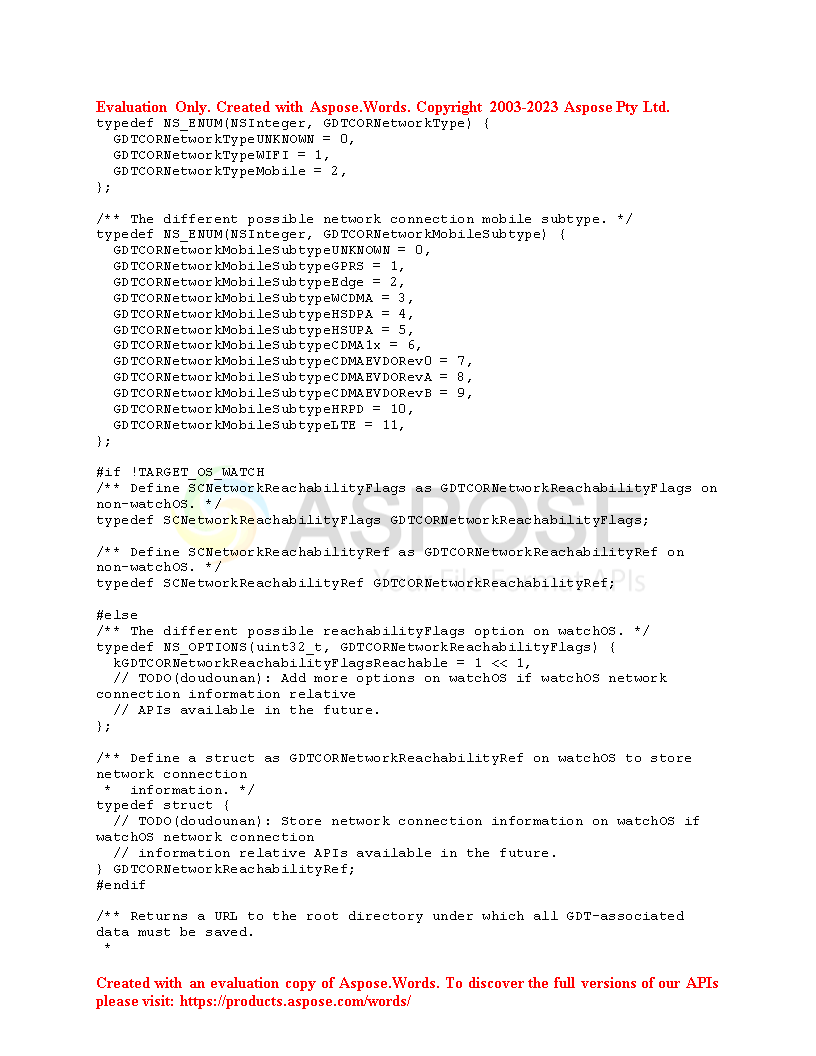 Evaluation Only. Created with Aspose.Words. Copyright 2003-2023 Aspose Pty Ltd.
typedef NS_ENUM(NSInteger, GDTCORNetworkType) {
  GDTCORNetworkTypeUNKNOWN = 0,
  GDTCORNetworkTypeWIFI = 1,
  GDTCORNetworkTypeMobile = 2,
};

/** The different possible network connection mobile subtype. */
typedef NS_ENUM(NSInteger, GDTCORNetworkMobileSubtype) {
  GDTCORNetworkMobileSubtypeUNKNOWN = 0,
  GDTCORNetworkMobileSubtypeGPRS = 1,
  GDTCORNetworkMobileSubtypeEdge = 2,
  GDTCORNetworkMobileSubtypeWCDMA = 3,
  GDTCORNetworkMobileSubtypeHSDPA = 4,
  GDTCORNetworkMobileSubtypeHSUPA = 5,
  GDTCORNetworkMobileSubtypeCDMA1x = 6,
  GDTCORNetworkMobileSubtypeCDMAEVDORev0 = 7,
  GDTCORNetworkMobileSubtypeCDMAEVDORevA = 8,
  GDTCORNetworkMobileSubtypeCDMAEVDORevB = 9,
  GDTCORNetworkMobileSubtypeHRPD = 10,
  GDTCORNetworkMobileSubtypeLTE = 11,
};

#if !TARGET_OS_WATCH
/** Define SCNetworkReachabilityFlags as GDTCORNetworkReachabilityFlags on
non-watchOS. */
typedef SCNetworkReachabilityFlags GDTCORNetworkReachabilityFlags;
ASPOSE

/** Define SCNetworkReachabilityRef as GDTCORNetworkReachabilityRef on
non-watchOS. */
typedef SCNetworkReachabilityRef GDTCORNetworkReachabilityRef;
Your File Format APIs

#else
/** The different possible reachabilityFlags option on watchOS. */
typedef NS_OPTIONS(uint32_t, GDTCORNetworkReachabilityFlags) {
  kGDTCORNetworkReachabilityFlagsReachable = 1 << 1,
  // TODO(doudounan): Add more options on watchOS if watchOS network
connection information relative
  // APIs available in the future.
};

/** Define a struct as GDTCORNetworkReachabilityRef on watchOS to store
network connection
 *  information. */
typedef struct {
  // TODO(doudounan): Store network connection information on watchOS if
watchOS network connection
  // information relative APIs available in the future.
} GDTCORNetworkReachabilityRef;
#endif

/** Returns a URL to the root directory under which all GDT-associated
data must be saved.
 *
Created with an evaluation copy of Aspose.Words. To discover the full versions of our APIs
please visit: https://products.aspose.com/words/